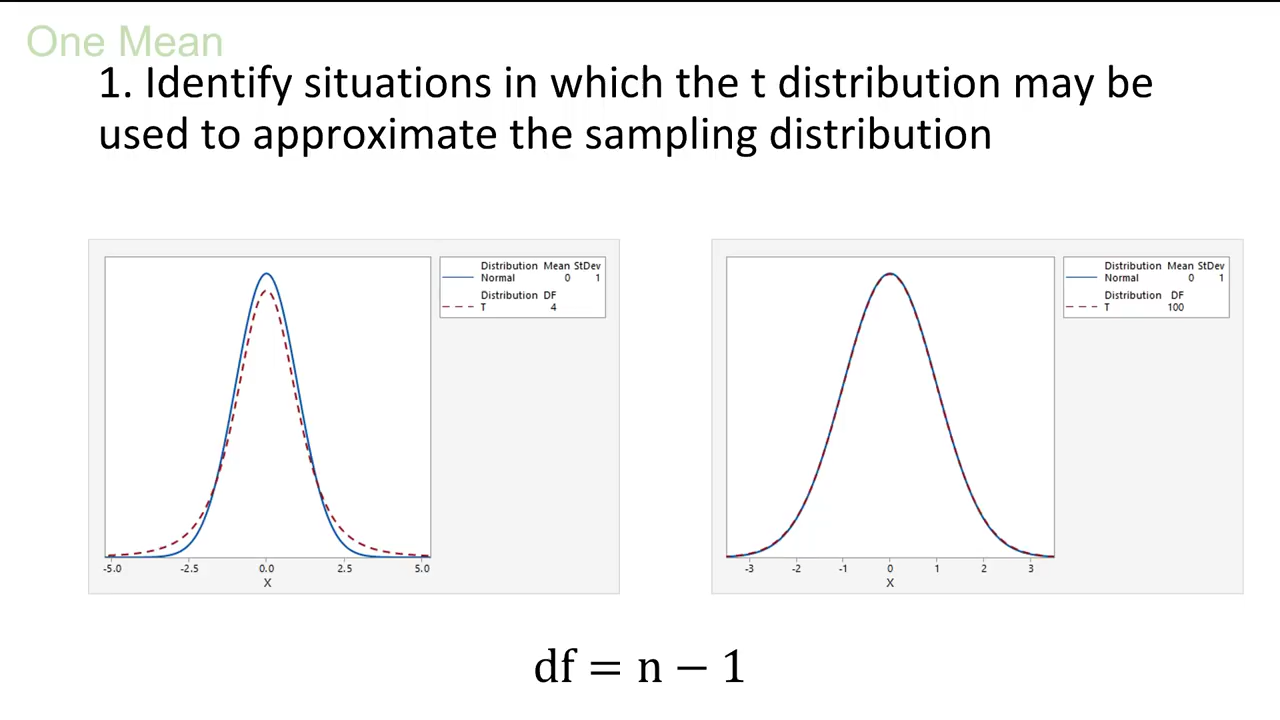 One Mean
1. Identify situations in which the t distribution may be
used to approximate the sampling distribution
Distribution Mean StDev
Normal 0 1
Distribution DF
T 4
-5.0 -2.5 0.0 2.5 5.0
X
Distribution Mean StDev
Normal 0 1
Distribution DF
T 100
-3 -2 -1 0 1 2 3
X
df = n − 1